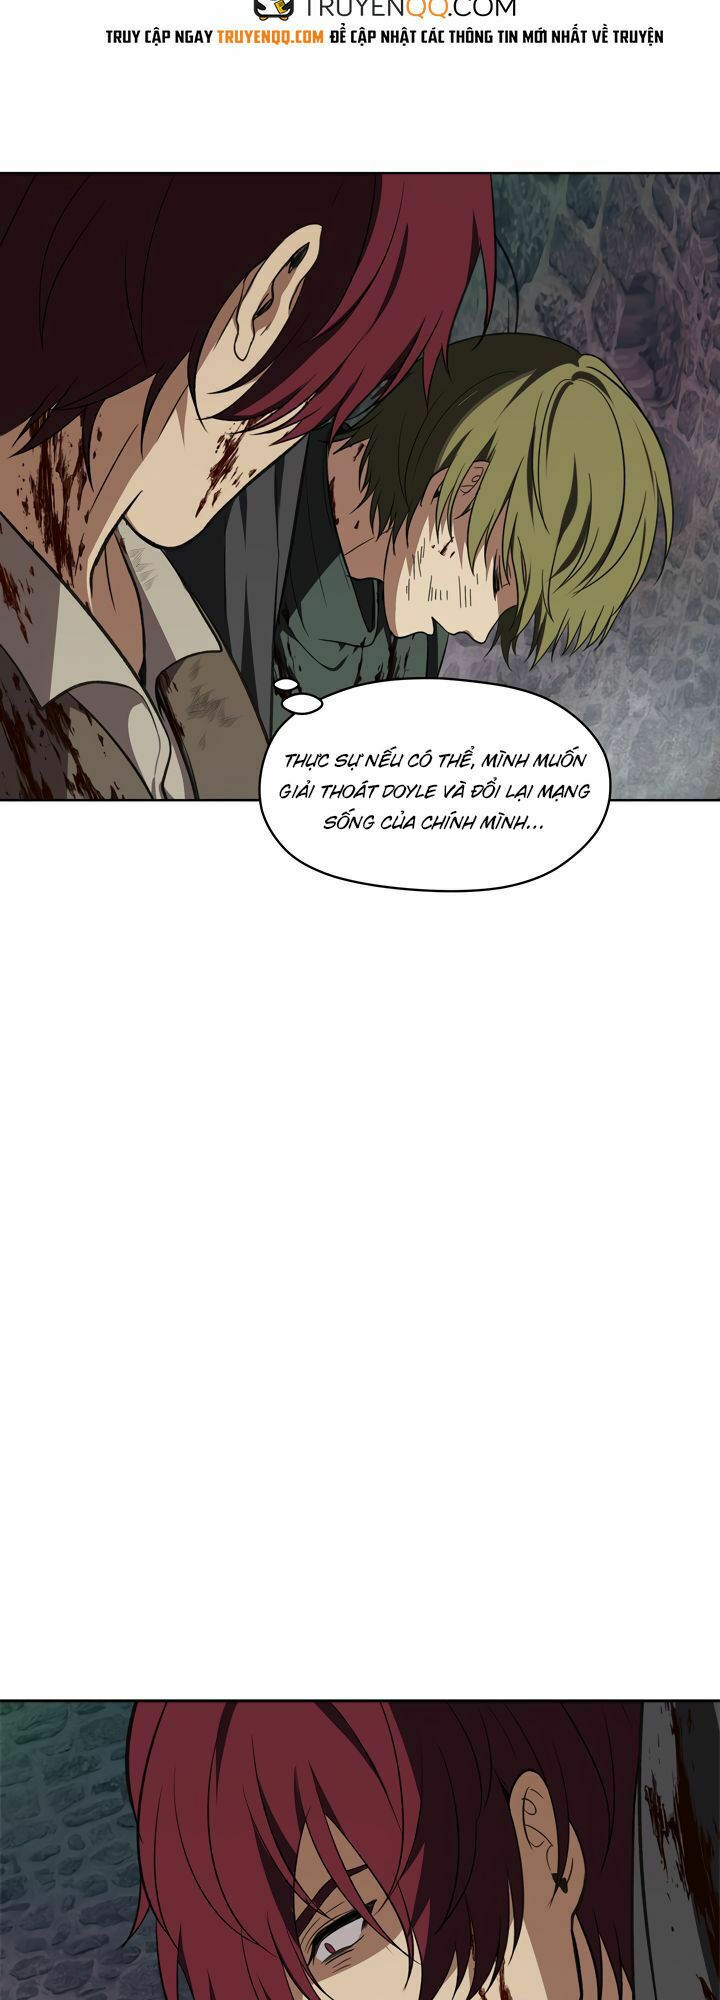 TRUYENQQ.COM
TRUY CẬP NGAY TRUYENQQ.COM ĐỂ CẬP NHẬT CÁC THÔNG TIN MỚI NHẤT VỀ TRUYỆN
THỰC SỰ NẾU CÓ THỂ, MÌNH MUỐN
GIẢI THOÁT DOYLE VÀ ĐỔI LẠI MẠNG
SỐNG CỦA CHÍNH MÌNH...